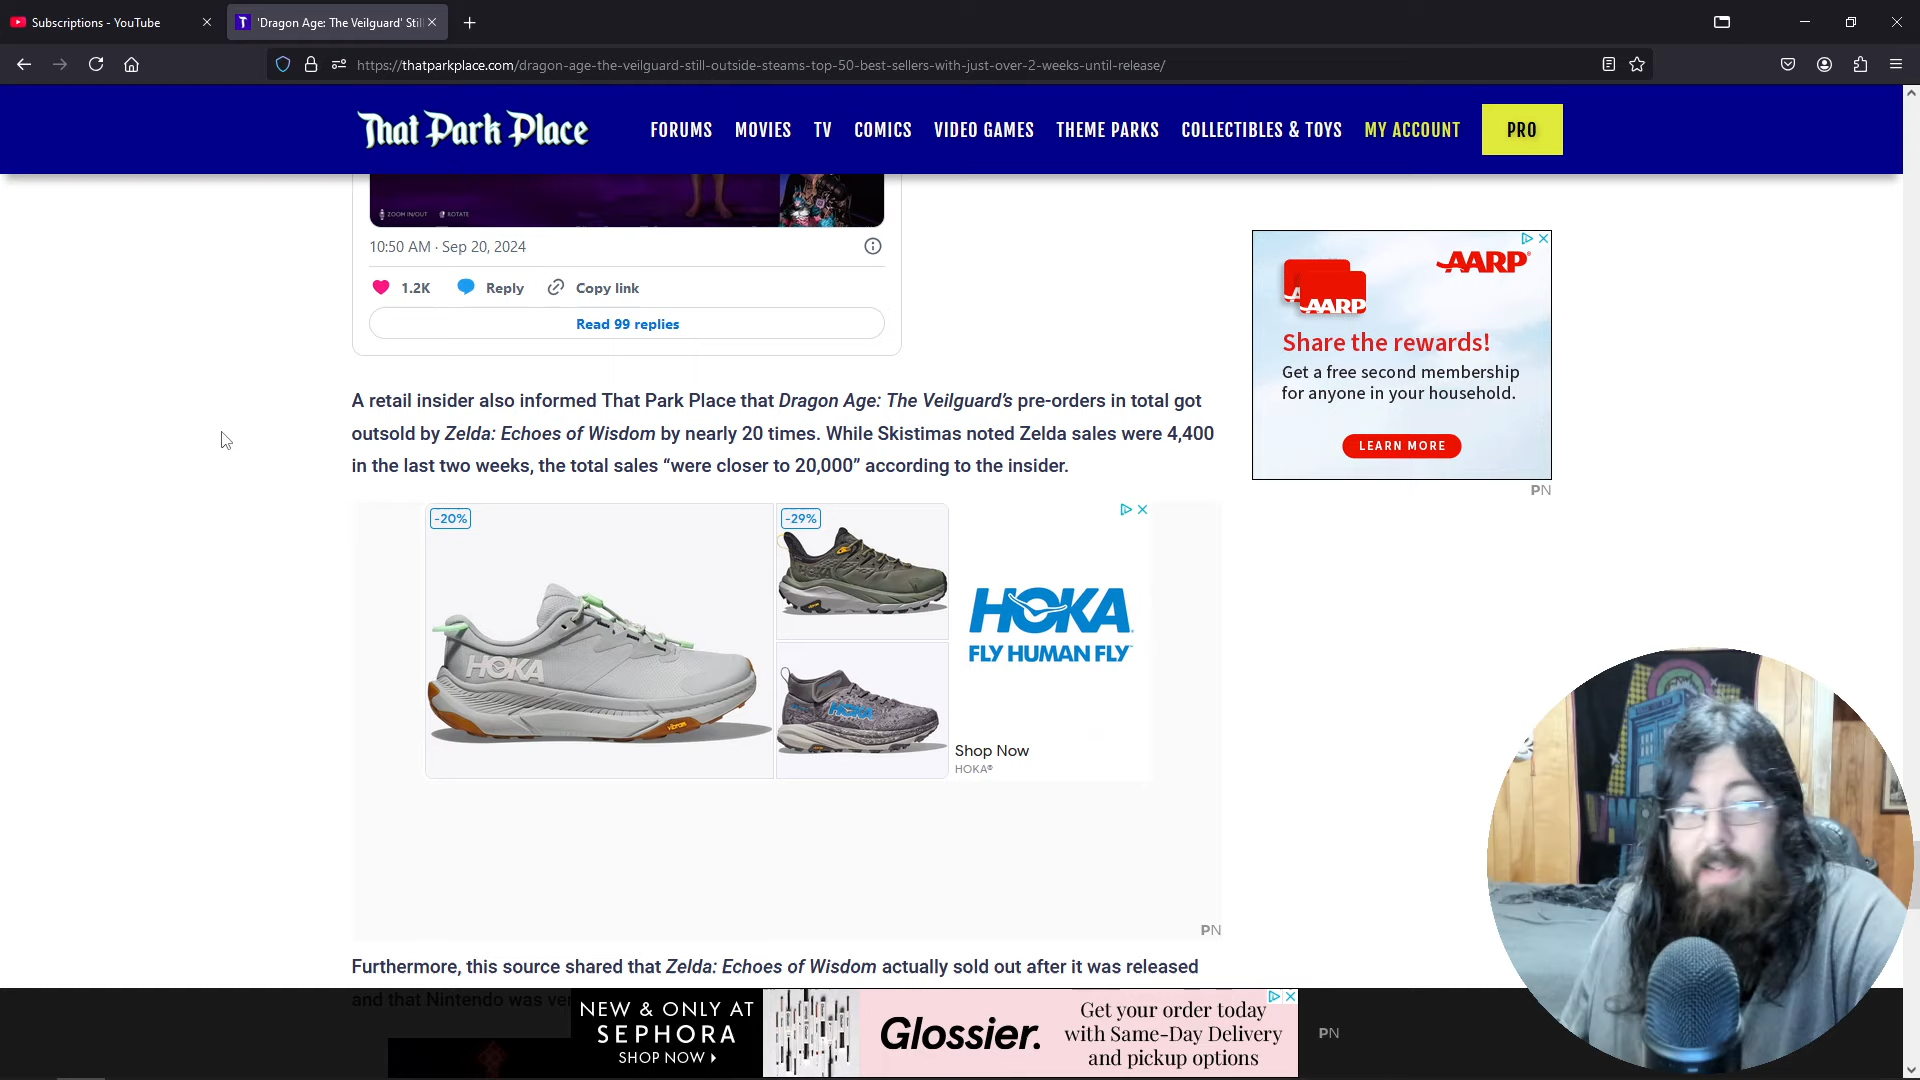 Subscriptions - YouTube
'Dragon Age: The Veilguard' Stil
https://thatparkplace.com/dragon-age-the-veilguard-still-outside-steams-top-50-best-sellers-with-just-over-2-weeks-until-release/
That Park Place
FORUMS MOVIES TV COMICS VIDEO GAMES THEME PARKS COLLECTIBLES & TOYS MY ACCOUNT PRO
ZOOM IN/OUT ROTATE
10:50 AM · Sep 20, 2024
1.2K Reply Copy link
Read 99 replies
AARP
AARP
Share the rewards!
Get a free second membership
for anyone in your household.
LEARN MORE
PN
A retail insider also informed That Park Place that Dragon Age: The Veilguard's pre-orders in total got
outsold by Zelda: Echoes of Wisdom by nearly 20 times. While Skistimas noted Zelda sales were 4,400
in the last two weeks, the total sales “were closer to 20,000” according to the insider.
-20%
-29%
HOKA
HOKA
HOKA
HOKA
FLY HUMAN FLY
Shop Now
HOKA®
PN
Furthermore, this source shared that Zelda: Echoes of Wisdom actually sold out after it was released
and that Nintendo was ver
NEW & ONLY AT
SEPHORA
SHOP NOW
Glossier.
Get your order today
with Same-Day Delivery
and pickup options
PN